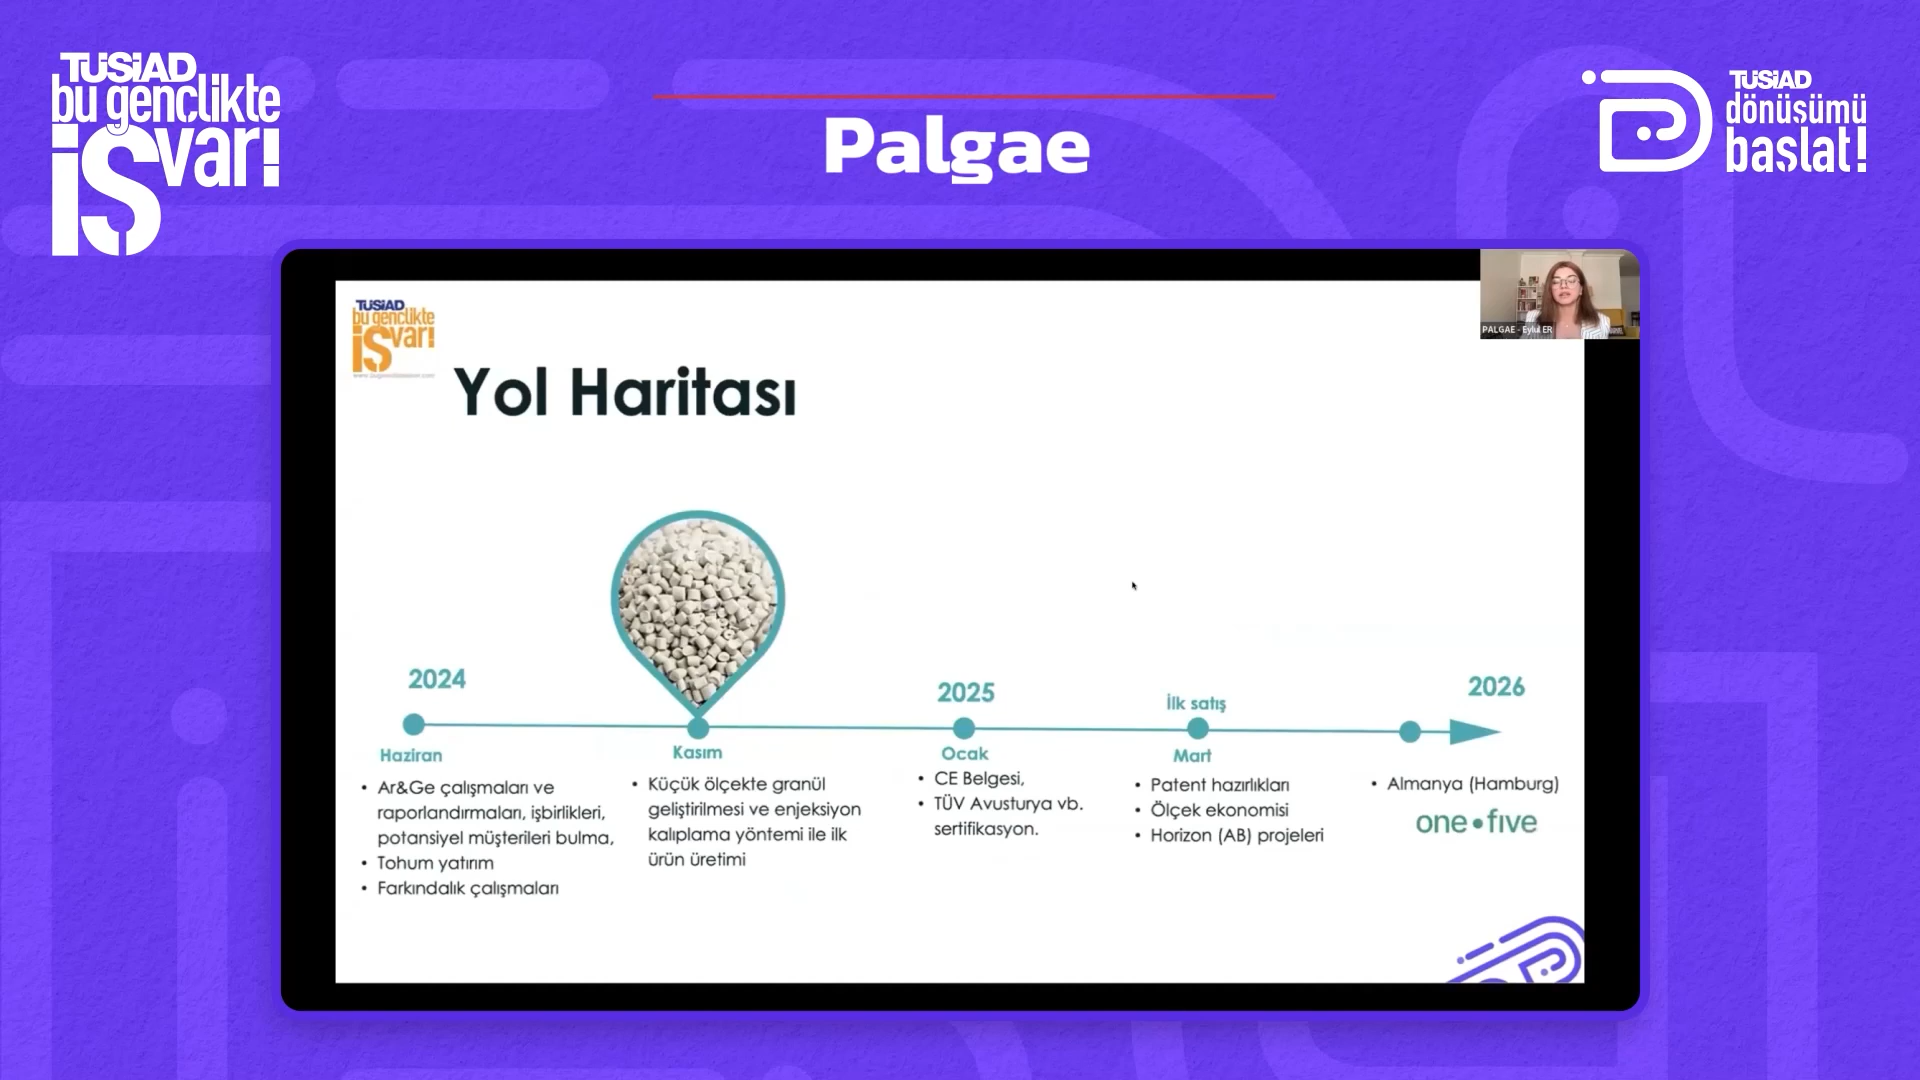 TÜSİAD
bu gençlikte
iŞ var!
Palgae
TÜSİAD
dönüşümü
başlat!
TÜSİAD
bu gençlikte
iŞ var!
PALGAE - Eylül ER
Yol Haritası
2024
Haziran
• Ar&Ge çalışmaları ve
raporlandırmaları, işbirlikleri,
potansiyel müşterileri bulma,
• Tohum yatırım
• Farkındalık çalışmaları
Kasım
• Küçük ölçekte granül
geliştirilmesi ve enjeksiyon
kalıplama yöntemi ile ilk
ürün üretimi
2025
Ocak
• CE Belgesi,
• TÜV Avusturya vb.
sertifikasyon.
İlk satış
Mart
• Patent hazırlıkları
• Ölçek ekonomisi
• Horizon (AB) projeleri
2026
• Almanya (Hamburg)
one•five